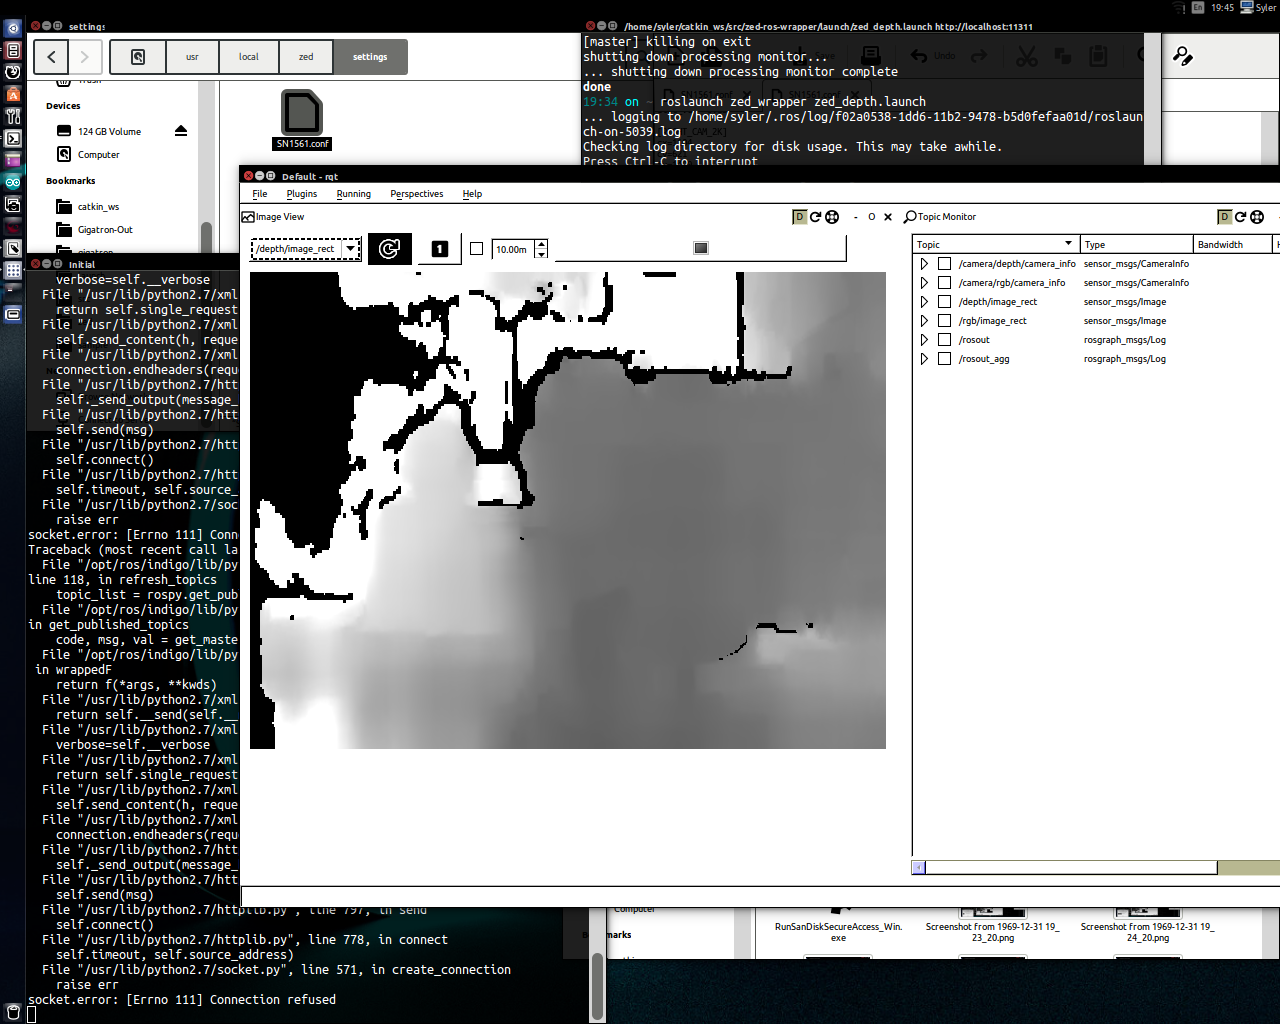 19:45
En
Syler
settings
usr
local
zed
settings
Devices
124 GB Volume
Computer
Bookmarks
catkin_ws
Gigatron-Out
SN1561.conf
/home/syler/catkin_ws/src/zed-ros-wrapper/launch/zed_depth.launch http://localhost:11311
[master] killing on exit
shutting down processing monitor...
... shutting down processing monitor complete
done
19:34 on ~ roslaunch zed_wrapper zed_depth.launch
... logging to /home/syler/.ros/log/f02a0538-1dd6-11b2-9478-b5d0fefaa01d/roslaun
ch-on-5039.log
Checking log directory for disk usage. This may take awhile.
Press Ctrl-C to interrupt
Undo
Default - rqt
File Plugins Running Perspectives Help
Image View
D
- O
Topic Monitor
D
/depth/image_rect
1
10.00m
Topic Type Bandwidth H
/camera/depth/camera_info sensor_msgs/CameraInfo
/camera/rgb/camera_info sensor_msgs/CameraInfo
/depth/image_rect sensor_msgs/Image
/rgb/image_rect sensor_msgs/Image
/rosout rosgraph_msgs/Log
/rosout_agg rosgraph_msgs/Log
Initial
verbose=self.__verbose
File "/usr/lib/python2.7/xml
return self.single_request
File "/usr/lib/python2.7/xml
self.send_content(h, reque
File "/usr/lib/python2.7/xml
connection.endheaders(requ
File "/usr/lib/python2.7/htt
self._send_output(message_
File "/usr/lib/python2.7/htt
self.send(msg)
File "/usr/lib/python2.7/htt
self.connect()
File "/usr/lib/python2.7/htt
self.timeout, self.source_
File "/usr/lib/python2.7/soc
raise err
socket.error: [Errno 111] Conn
Traceback (most recent call la
File "/opt/ros/indigo/lib/py
line 118, in refresh_topics
topic_list = rospy.get_pub
File "/opt/ros/indigo/lib/py
in get_published_topics
code, msg, val = get_maste
File "/opt/ros/indigo/lib/py
in wrappedF
return f(*args, **kwds)
File "/usr/lib/python2.7/xml
return self.__send(self.__
File "/usr/lib/python2.7/xml
verbose=self.__verbose
File "/usr/lib/python2.7/xml
return self.single_request
File "/usr/lib/python2.7/xml
self.send_content(h, reque
File "/usr/lib/python2.7/xml
connection.endheaders(requ
File "/usr/lib/python2.7/htt
self._send_output(message_
File "/usr/lib/python2.7/htt
self.send(msg)
File "/usr/lib/python2.7/httplib.py", line 797, in send
self.connect()
File "/usr/lib/python2.7/httplib.py", line 778, in connect
self.timeout, self.source_address)
File "/usr/lib/python2.7/socket.py", line 571, in create_connection
raise err
socket.error: [Errno 111] Connection refused
Computer
RunSanDiskSecureAccess_Win.
exe
Screenshot from 1969-12-31 19_
23_20.png
Screenshot from 1969-12-31 19_
24_20.png